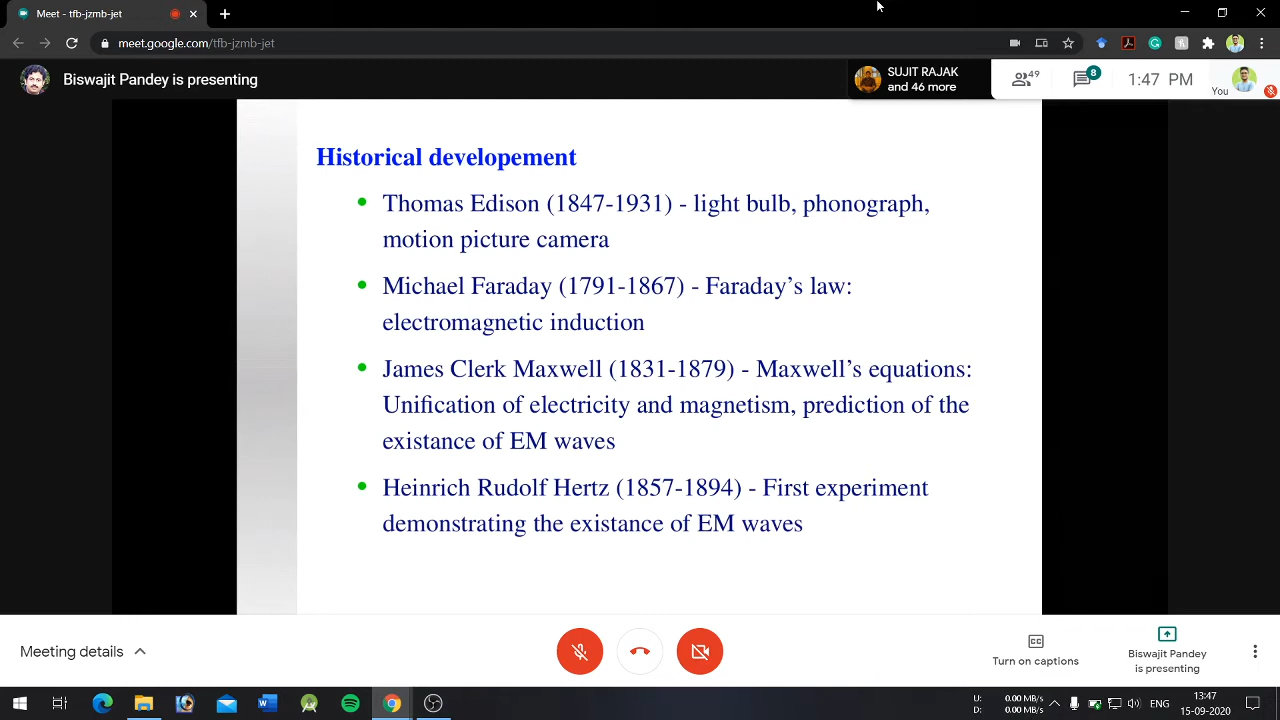 Meet - tfb-jzmb-jet
meet.google.com/tfb-jzmb-jet
Biswajit Pandey is presenting
SUJIT RAJAK
and 46 more
49
8
1:47 PM
You
Historical developement
Thomas Edison (1847-1931) - light bulb, phonograph,
motion picture camera
Michael Faraday (1791-1867) - Faraday's law:
electromagnetic induction
James Clerk Maxwell (1831-1879) - Maxwell's equations:
Unification of electricity and magnetism, prediction of the
existance of EM waves
Heinrich Rudolf Hertz (1857-1894) - First experiment
demonstrating the existance of EM waves
Meeting details
CC
Turn on captions
Biswajit Pandey
is presenting
U: 0.00 MB/s
D: 0.00 MB/s
ENG
13:47
15-09-2020